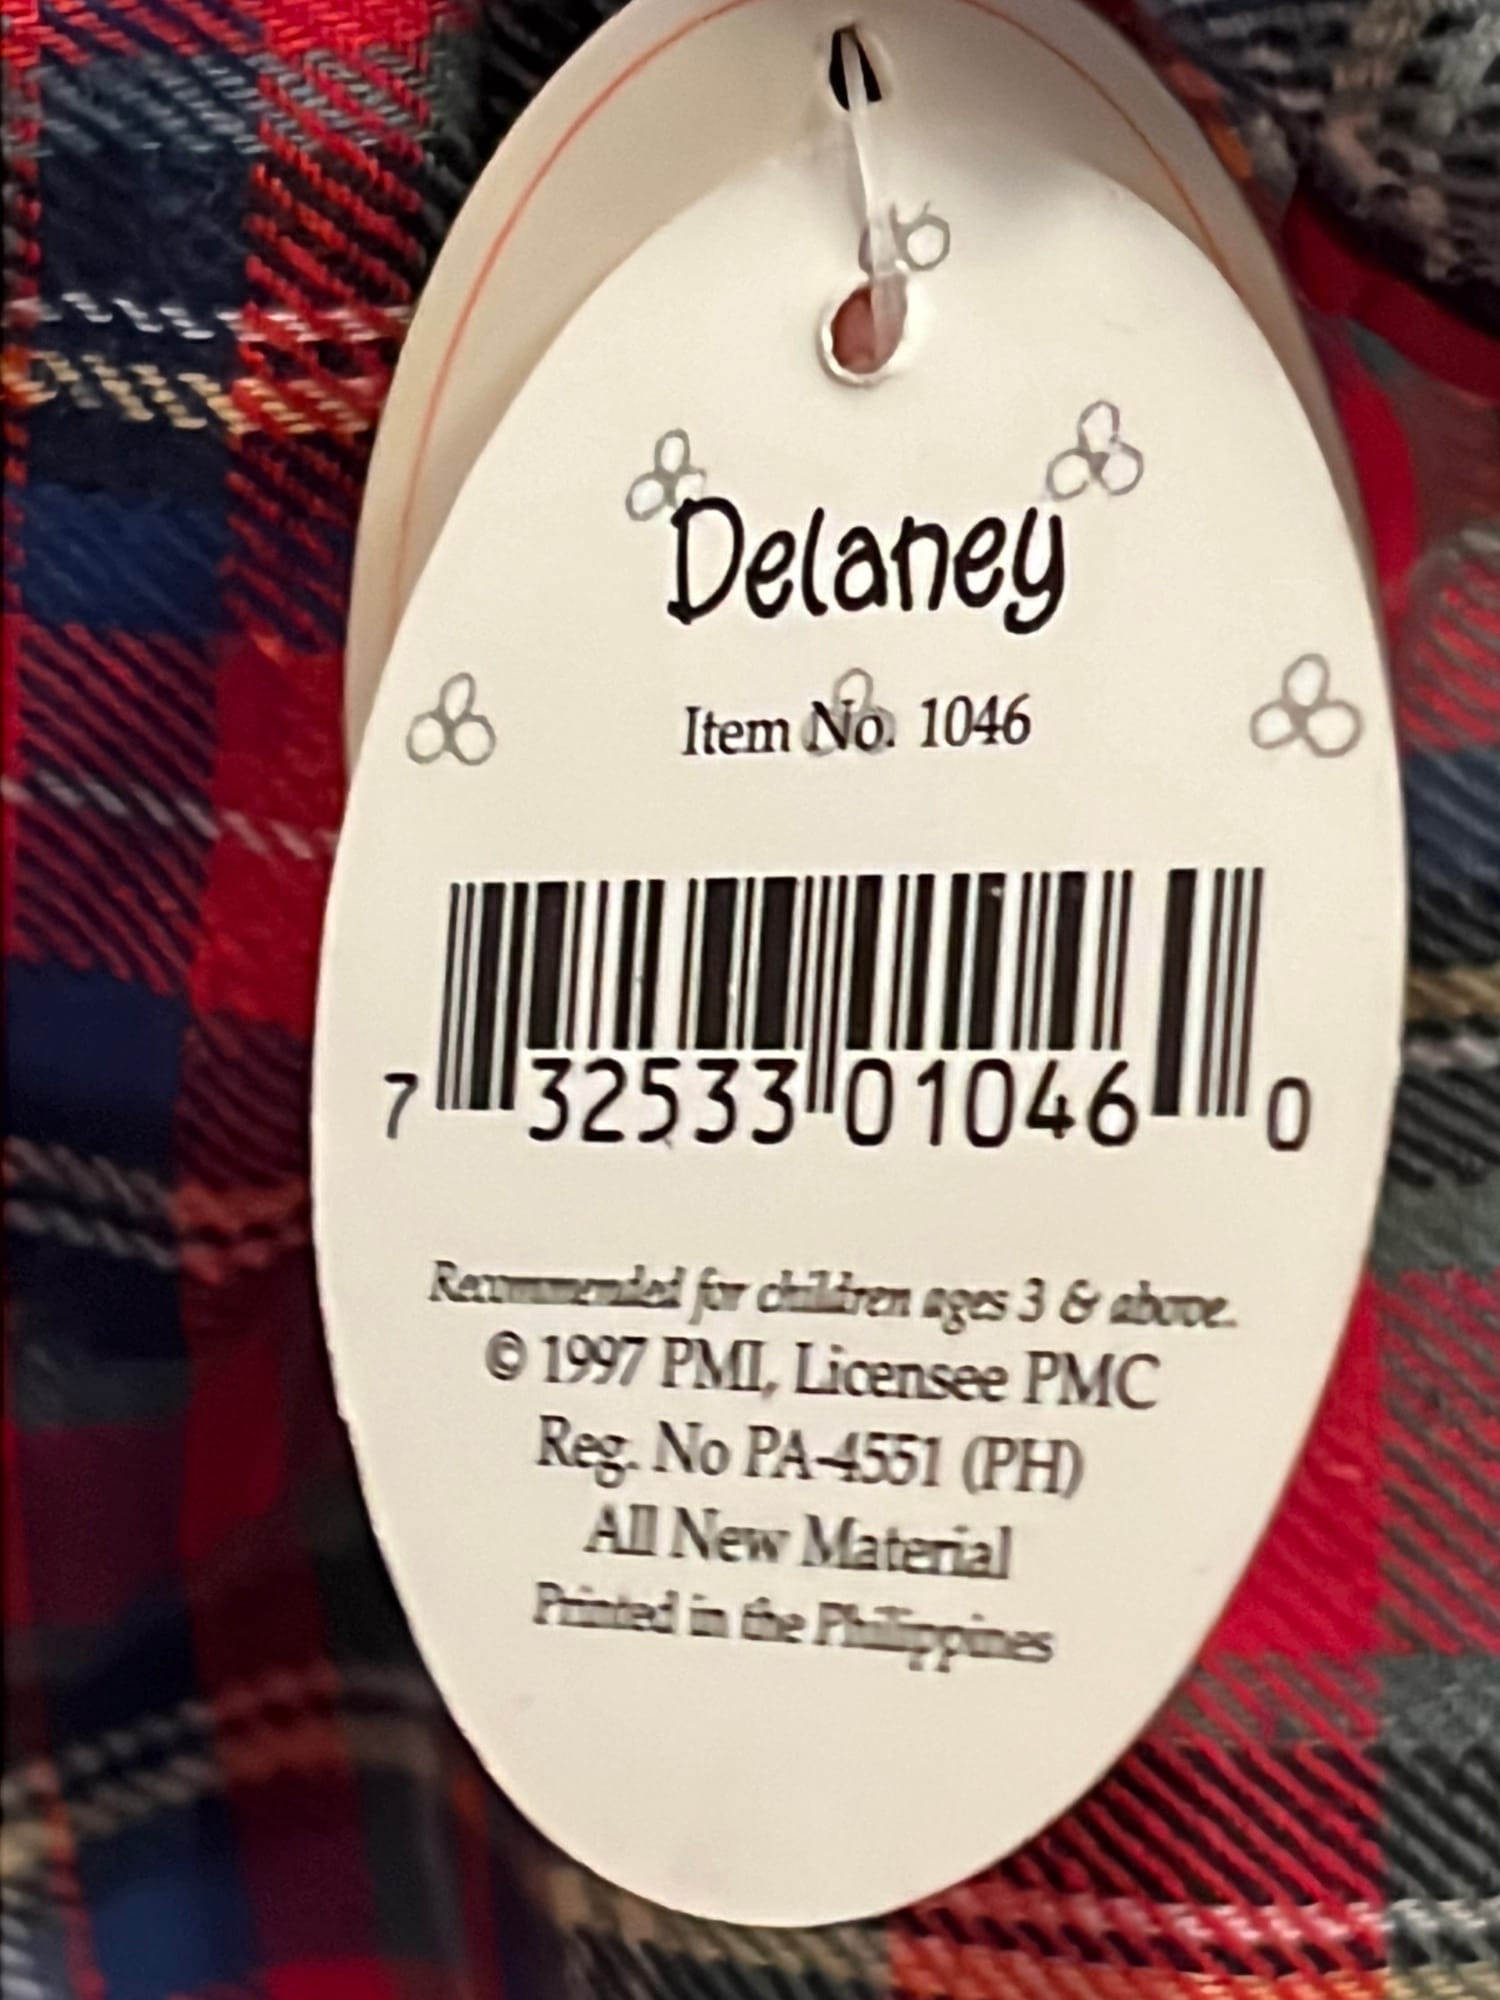 Delaney
Item No. 1046
7 32533 01046 0
Recommended for children ages 3 & above.
© 1997 PMI, Licensee PMC
Reg. No PA-4551 (PH)
All New Material
Printed in the Philippines